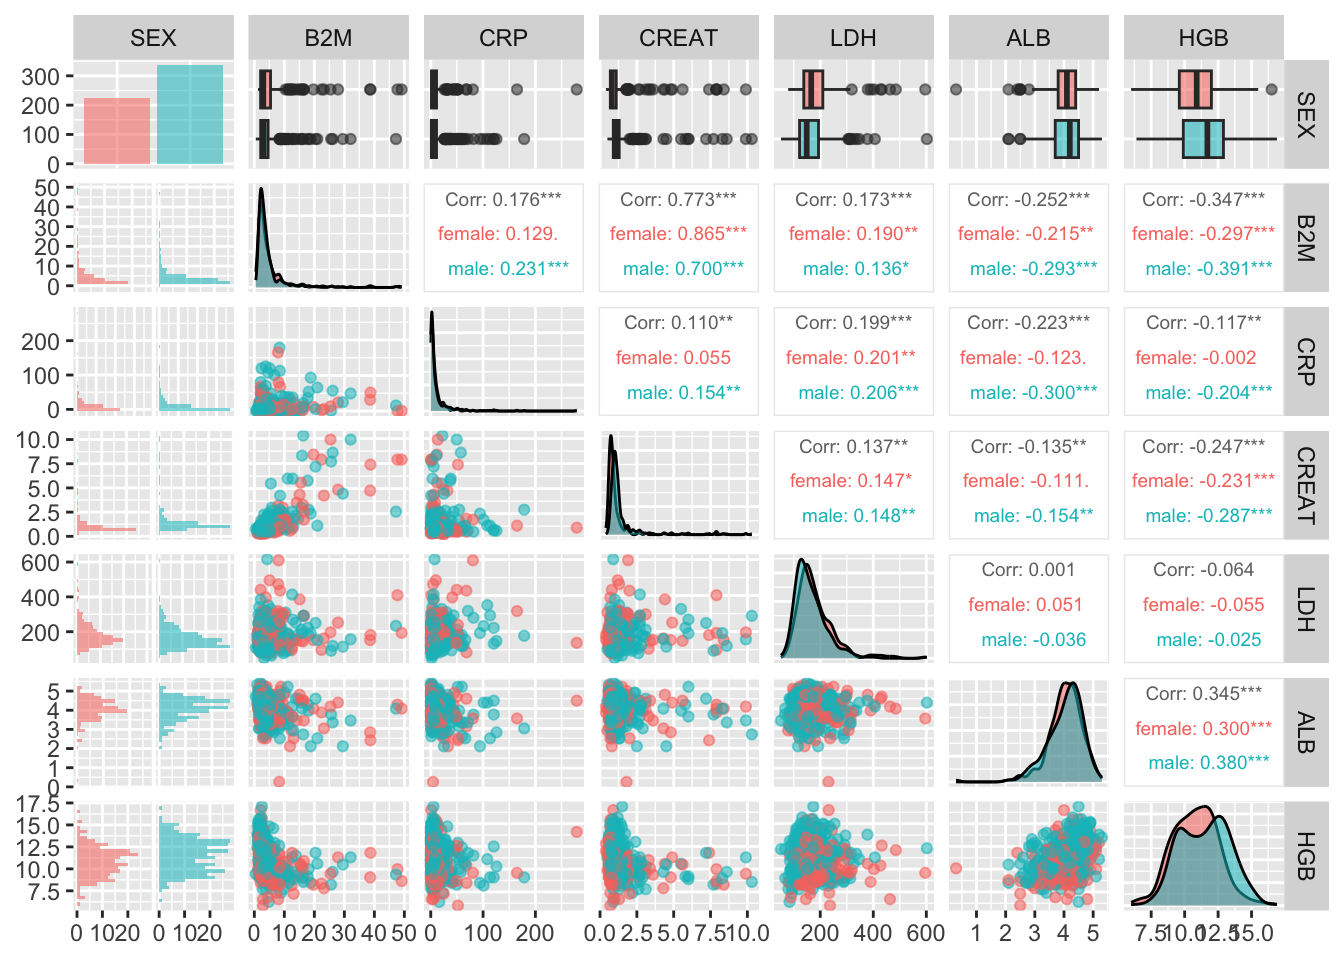 SEX B2M CRP CREAT LDH ALB HGB
300
200
100
0
SEX
50
40
30
20
10
0
Corr: 0.176***
female: 0.129.
male: 0.231***
Corr: 0.773***
female: 0.865***
male: 0.700***
Corr: 0.173***
female: 0.190**
male: 0.136*
Corr: -0.252***
female: -0.215**
male: -0.293***
Corr: -0.347***
female: -0.297***
male: -0.391***
B2M
200
100
0
Corr: 0.110**
female: 0.055
male: 0.154**
Corr: 0.199***
female: 0.201**
male: 0.206***
Corr: -0.223***
female: -0.123.
male: -0.300***
Corr: -0.117**
female: -0.002
male: -0.204***
CRP
10.0
7.5
5.0
2.5
0.0
Corr: 0.137**
female: 0.147*
male: 0.148**
Corr: -0.135**
female: -0.111.
male: -0.154**
Corr: -0.247***
female: -0.231***
male: -0.287***
CREAT
600
400
200
Corr: 0.001
female: 0.051
male: -0.036
Corr: -0.064
female: -0.055
male: -0.025
LDH
5
4
3
2
1
0
Corr: 0.345***
female: 0.300***
male: 0.380***
ALB
17.5
15.0
12.5
10.0
7.5
HGB
0 1020 0 1020 0 10 20 30 40 50 0 100 200 0.0 2.5 5.0 7.5 10.0 200 400 600 1 2 3 4 5 7.5 10.0 12.5 15.0